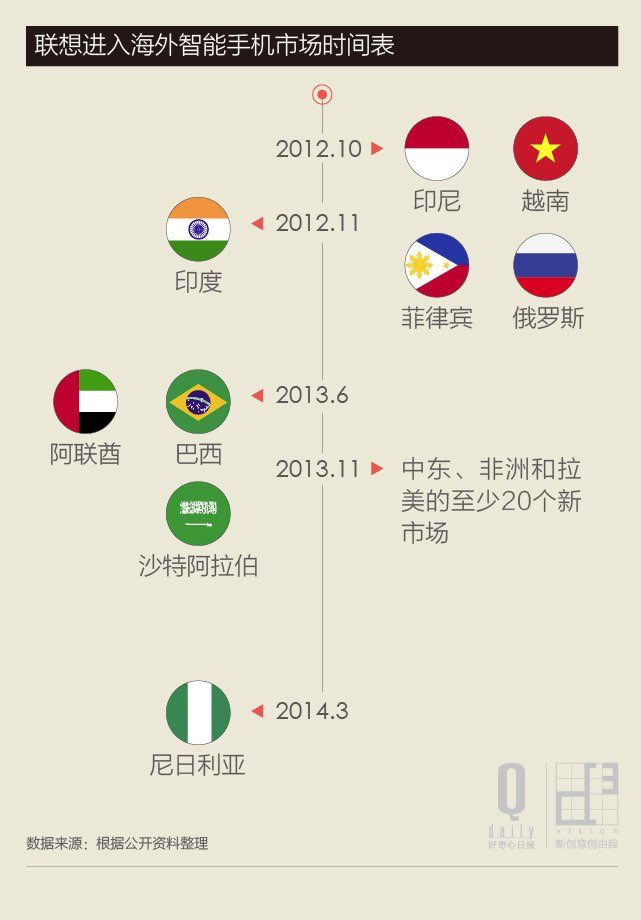 联想进入海外智能手机市场时间表
2012.10
印尼
越南
菲律宾
俄罗斯
2012.11
印度
2013.6
阿联酋
巴西
沙特阿拉伯
2013.11
中东、非洲和拉
美的至少20个新
市场
2014.3
尼日利亚
数据来源：根据公开资料整理
Q
daily
好奇心日报
vision
新创意创由我